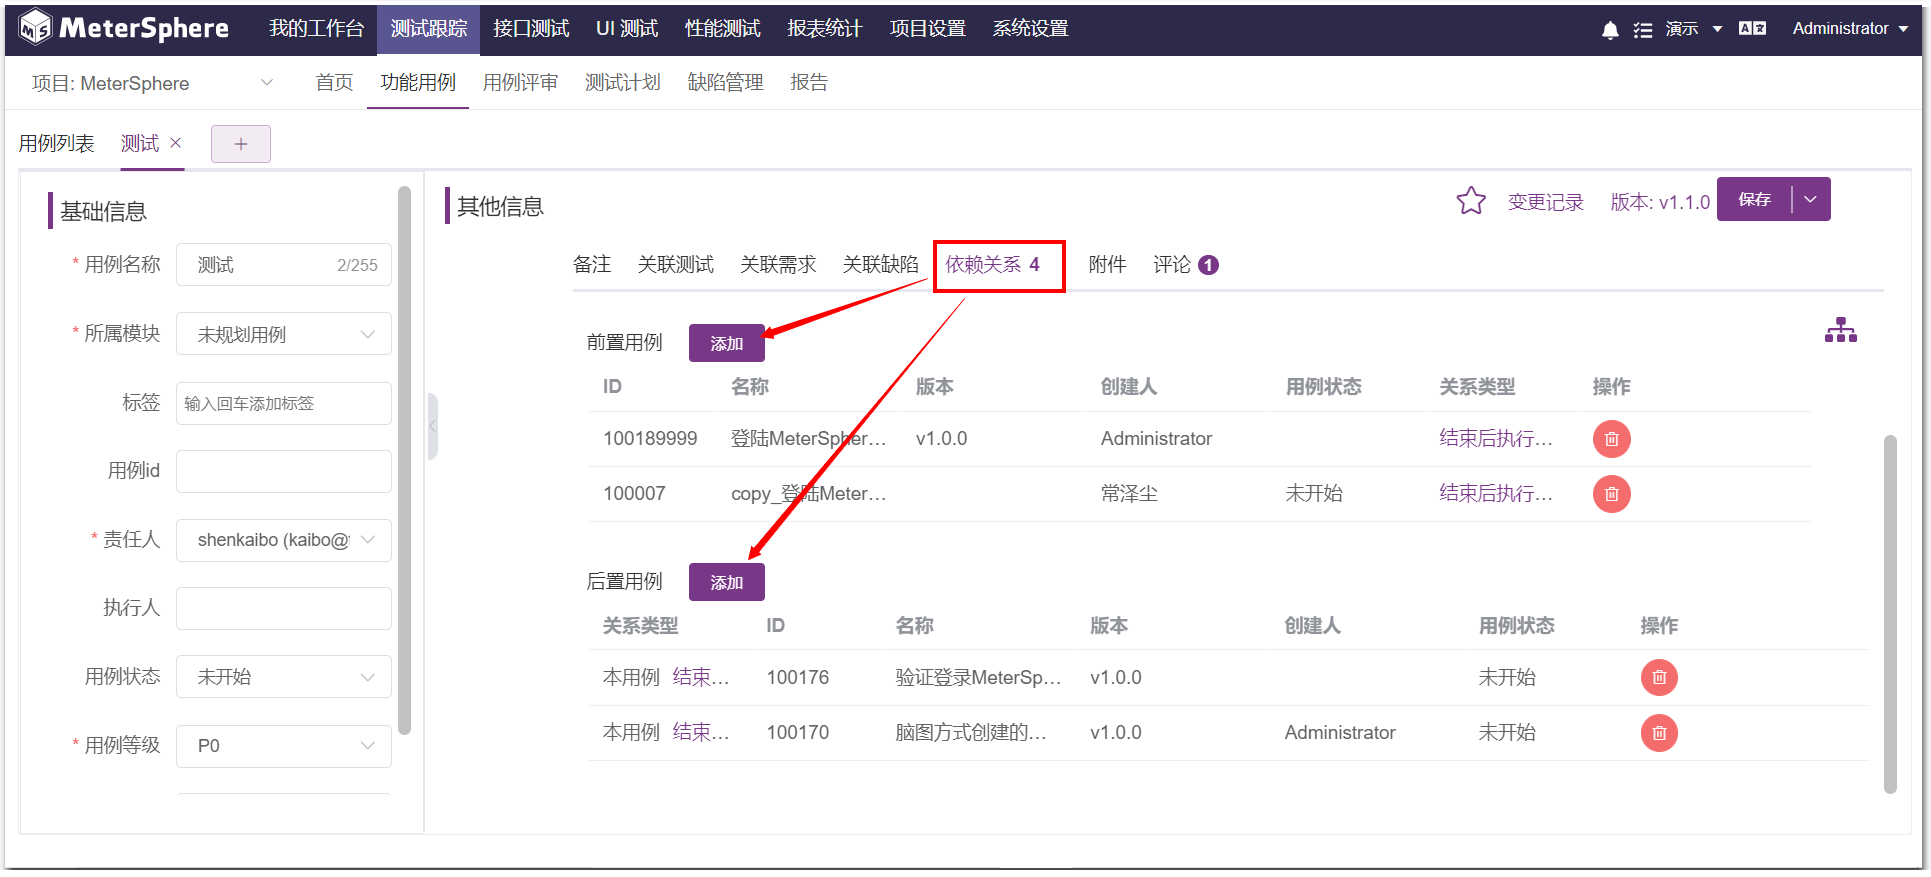 MeterSphere 我的工作台 测试跟踪 接口测试 UI 测试 性能测试 报表统计 项目设置 系统设置 演示 Administrator
项目: MeterSphere 首页 功能用例 用例评审 测试计划 缺陷管理 报告
用例列表 测试 × +
基础信息
* 用例名称 测试 2/255
* 所属模块 未规划用例
标签 输入回车添加标签
用例id
* 责任人 shenkaibo (kaibo@
执行人
用例状态 未开始
* 用例等级 P0
其他信息
变更记录 版本: v1.1.0 保存
备注 关联测试 关联需求 关联缺陷 依赖关系 4 附件 评论 1
前置用例 添加
ID 名称 版本 创建人 用例状态 关系类型 操作
100189999 登陆MeterSpher… v1.0.0 Administrator 结束后执行…
100007 copy_登陆Meter… 常泽尘 未开始 结束后执行…
后置用例 添加
关系类型 ID 名称 版本 创建人 用例状态 操作
本用例 结束… 100176 验证登录MeterSp… v1.0.0 未开始
本用例 结束… 100170 脑图方式创建的… v1.0.0 Administrator 未开始